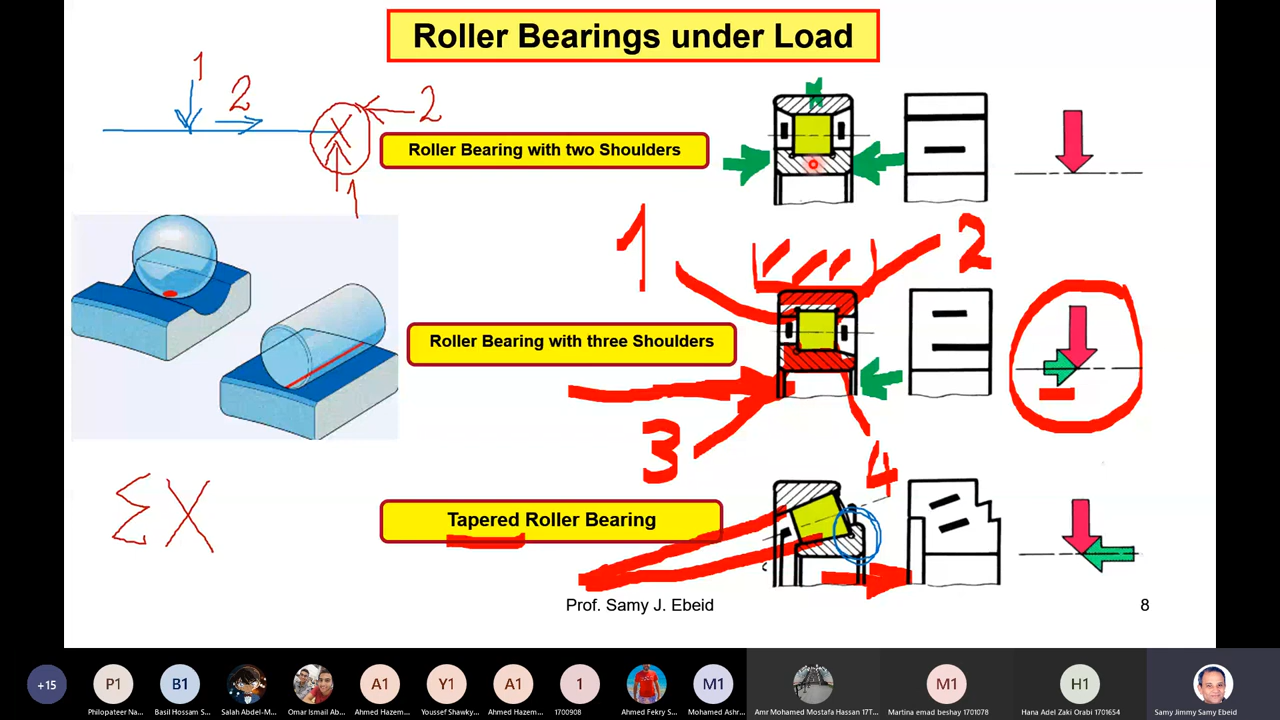 Roller Bearings under Load
1
2
2
X
1
Roller Bearing with two Shoulders
1
2
Roller Bearing with three Shoulders
3
4
ΣX
Tapered Roller Bearing
Prof. Samy J. Ebeid
8
+15
P1
B1
A1
Y1
A1
1
M1
M1
H1
Philopateer Na...
Basil Hossam S...
Salah Abdel-M...
Omar Ismail Ab...
Ahmed Hazem...
Youssef Shawky...
Ahmed Hazem...
1700908
Ahmed Fekry S...
Mohamed Ashr...
Amr Mohamed Mostafa Hassan 17T...
Martina emad beshay 1701078
Hana Adel Zaki Orabi 1701654
Samy Jimmy Samy Ebeid